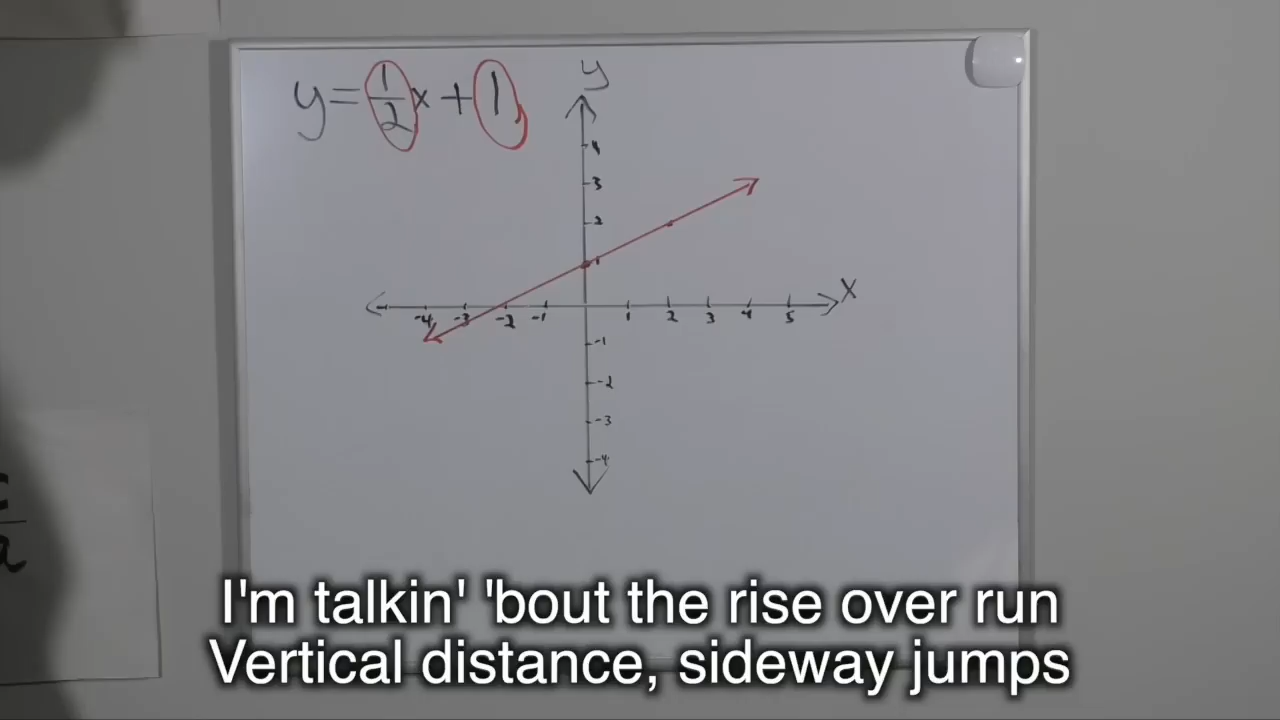 y = 1/2 x + 1
y
4
3
2
1
x
-4 -3 -2 -1 1 2 3 4 5
-1
-2
-3
-4
a
I'm talkin' 'bout the rise over run
Vertical distance, sideway jumps